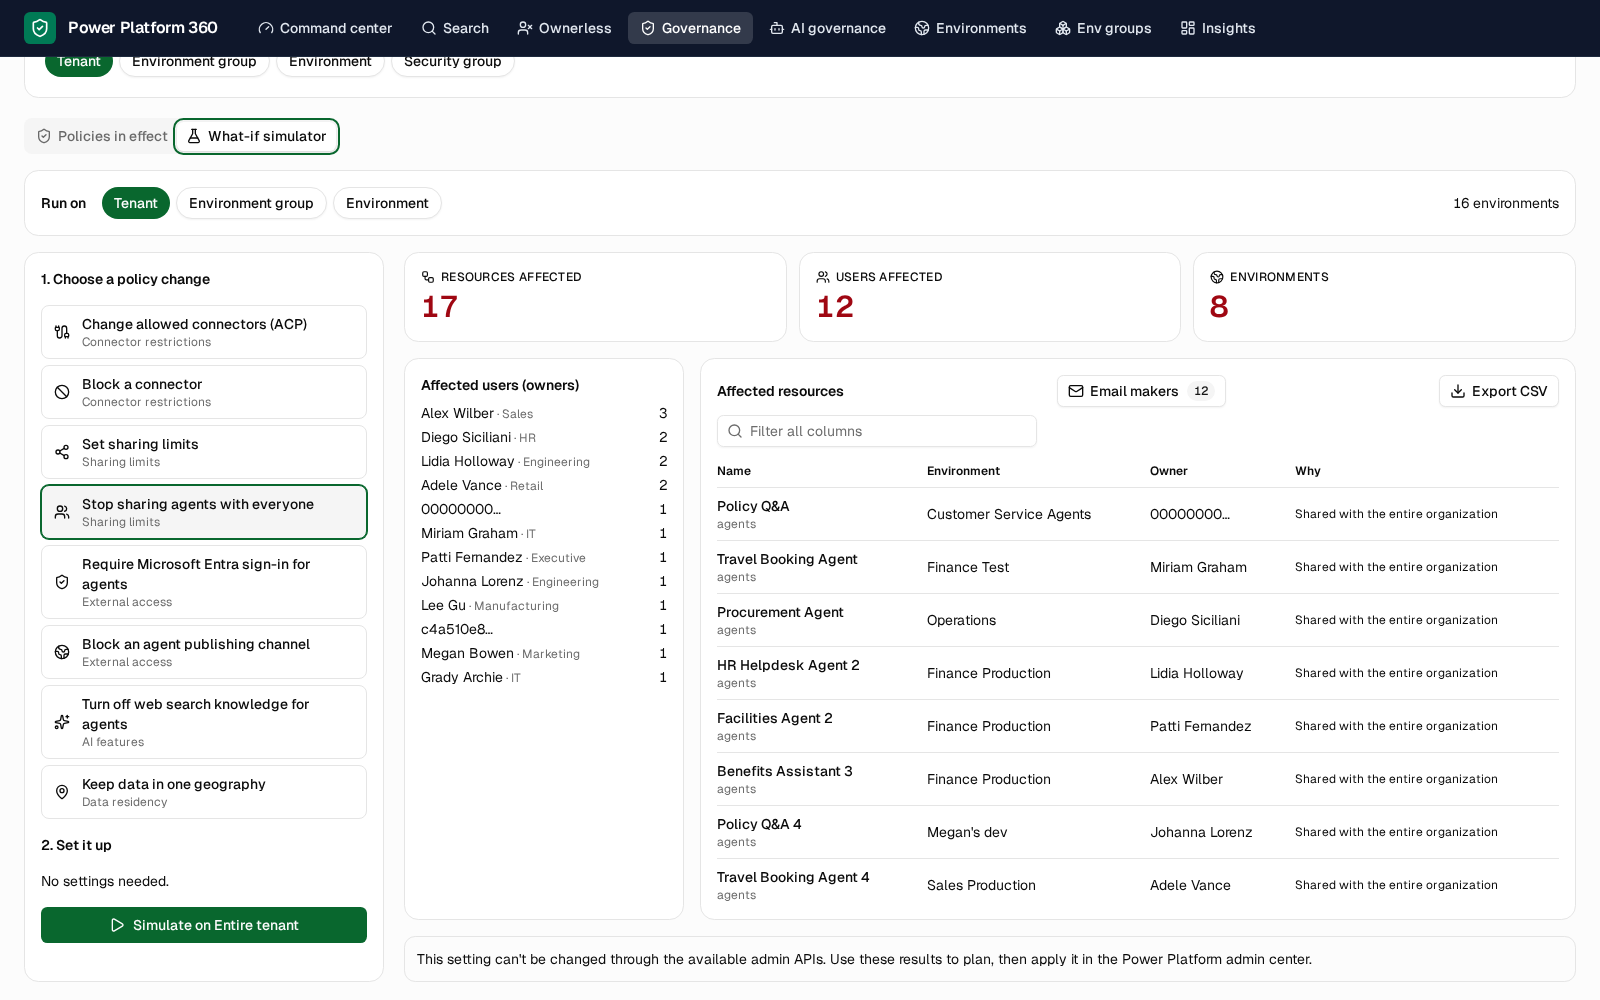 Power Platform 360
Command center
Search
Ownerless
Governance
AI governance
Environments
Env groups
Insights
Tenant
Environment group
Environment
Security group
Policies in effect
What-if simulator
Run on
Tenant
Environment group
Environment
16 environments
1. Choose a policy change
Change allowed connectors (ACP)
Connector restrictions
Block a connector
Connector restrictions
Set sharing limits
Sharing limits
Stop sharing agents with everyone
Sharing limits
Require Microsoft Entra sign-in for
agents
External access
Block an agent publishing channel
External access
Turn off web search knowledge for
agents
AI features
Keep data in one geography
Data residency
2. Set it up
No settings needed.
Simulate on Entire tenant
RESOURCES AFFECTED
17
USERS AFFECTED
12
ENVIRONMENTS
8
Affected users (owners)
Alex Wilber · Sales 3
Diego Siciliani · HR 2
Lidia Holloway · Engineering 2
Adele Vance · Retail 2
00000000… 1
Miriam Graham · IT 1
Patti Fernandez · Executive 1
Johanna Lorenz · Engineering 1
Lee Gu · Manufacturing 1
c4a510e8… 1
Megan Bowen · Marketing 1
Grady Archie · IT 1
Affected resources
Email makers 12
Export CSV
Filter all columns
Name Environment Owner Why
Policy Q&A
agents
Customer Service Agents 00000000… Shared with the entire organization
Travel Booking Agent
agents
Finance Test Miriam Graham Shared with the entire organization
Procurement Agent
agents
Operations Diego Siciliani Shared with the entire organization
HR Helpdesk Agent 2
agents
Finance Production Lidia Holloway Shared with the entire organization
Facilities Agent 2
agents
Finance Production Patti Fernandez Shared with the entire organization
Benefits Assistant 3
agents
Finance Production Alex Wilber Shared with the entire organization
Policy Q&A 4
agents
Megan's dev Johanna Lorenz Shared with the entire organization
Travel Booking Agent 4
agents
Sales Production Adele Vance Shared with the entire organization
This setting can't be changed through the available admin APIs. Use these results to plan, then apply it in the Power Platform admin center.